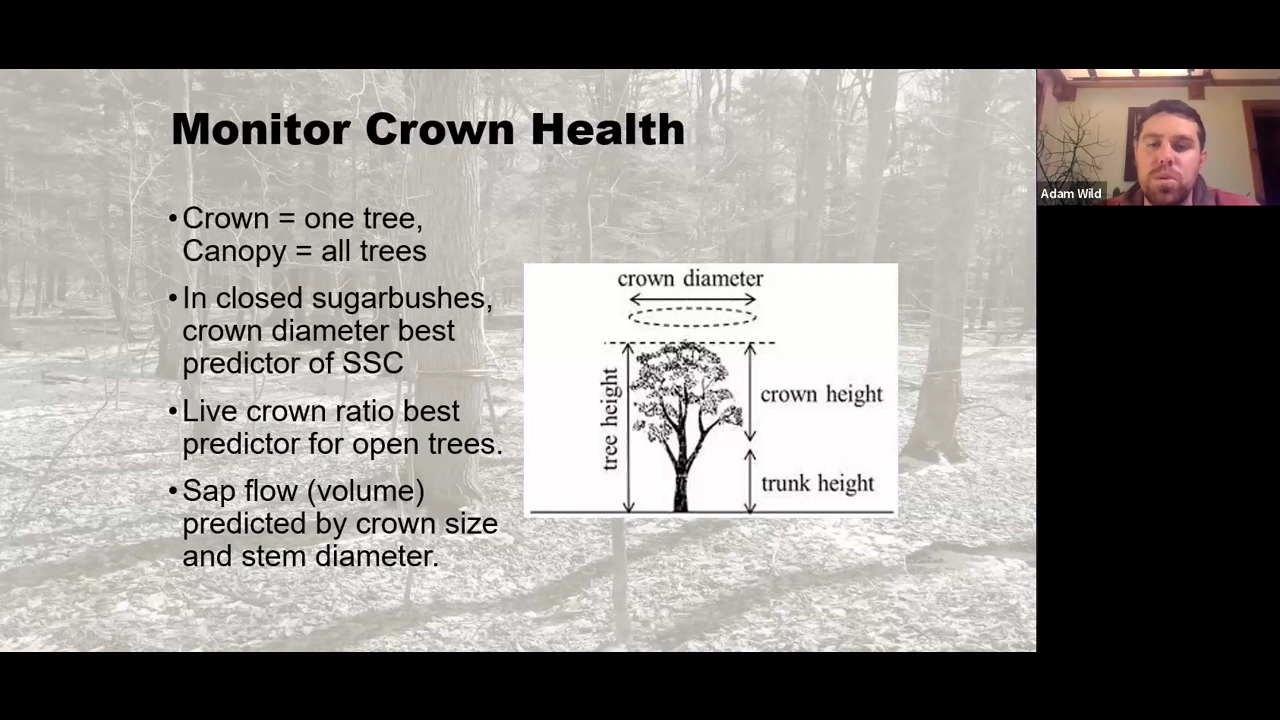 Monitor Crown Health
• Crown = one tree,
Canopy = all trees
• In closed sugarbushes,
crown diameter best
predictor of SSC
• Live crown ratio best
predictor for open trees.
• Sap flow (volume)
predicted by crown size
and stem diameter.
crown diameter
tree height
crown height
trunk height
Adam Wild